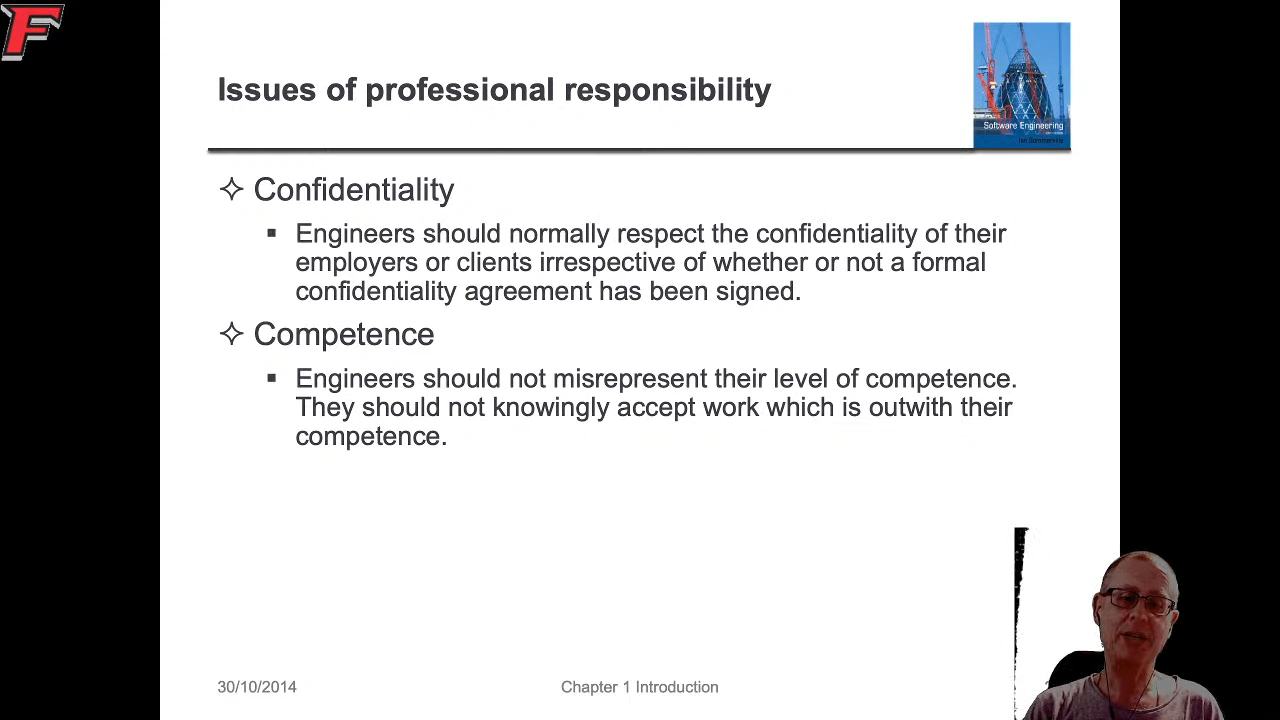 F
Issues of professional responsibility
Software Engineering
Ian Sommerville
✧ Confidentiality
▪ Engineers should normally respect the confidentiality of their
employers or clients irrespective of whether or not a formal
confidentiality agreement has been signed.
✧ Competence
▪ Engineers should not misrepresent their level of competence.
They should not knowingly accept work which is outwith their
competence.
30/10/2014
Chapter 1 Introduction